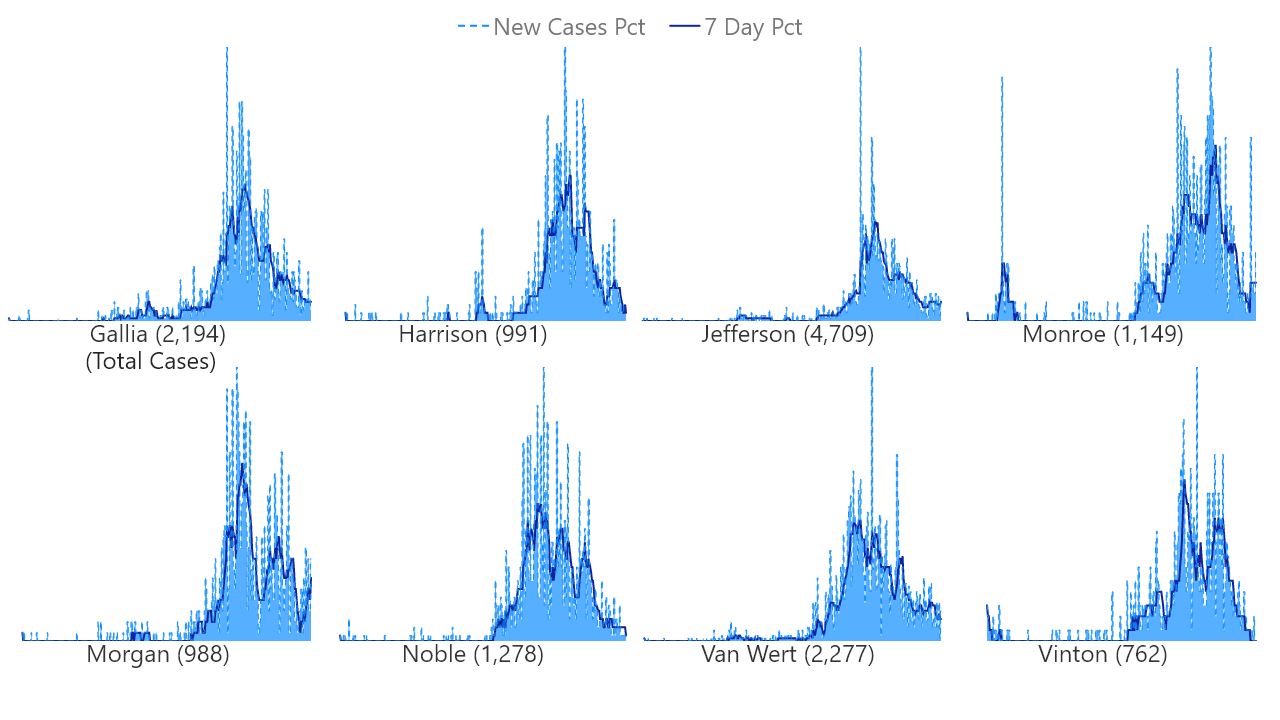 New Cases Pct 7 Day Pct
Gallia (2,194) Harrison (991) Jefferson (4,709) Monroe (1,149)
(Total Cases)
Morgan (988) Noble (1,278) Van Wert (2,277) Vinton (762)